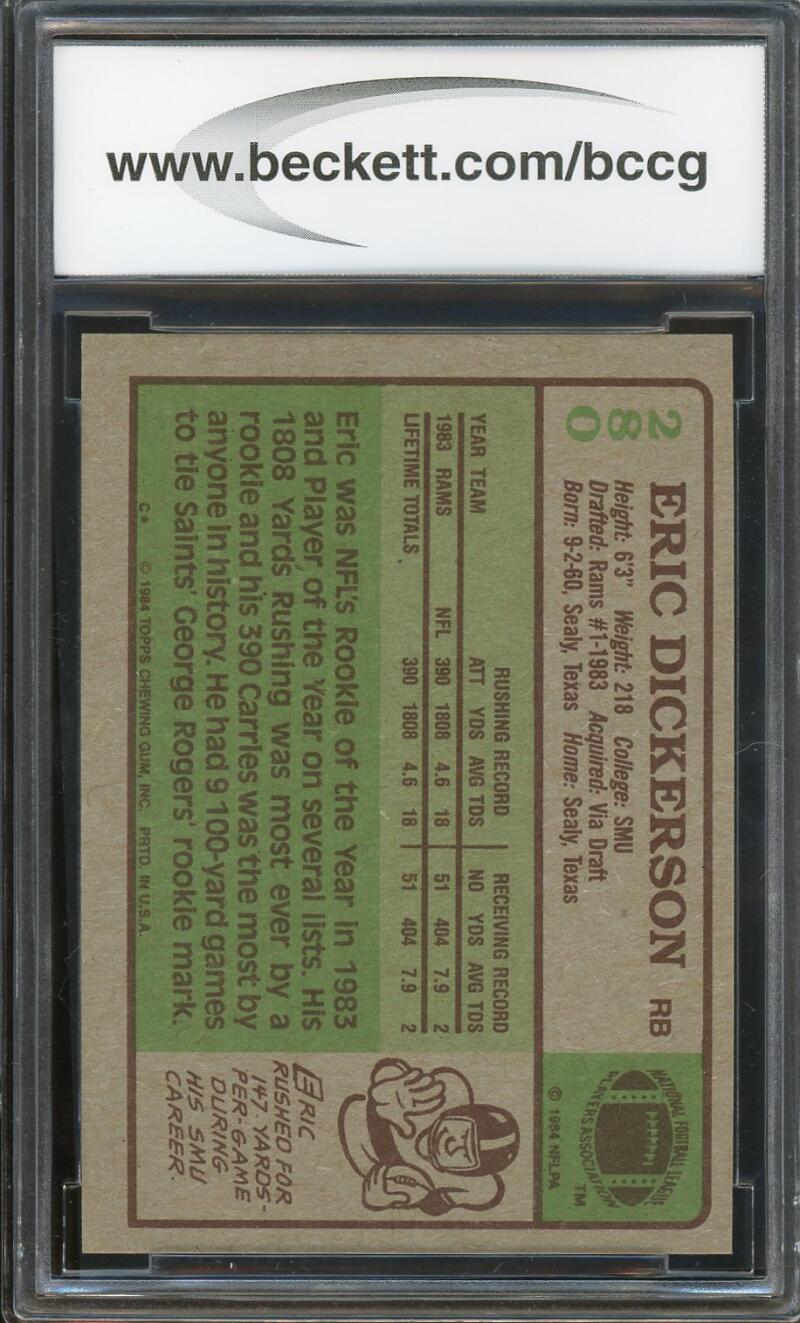 www.beckett.com/bccg
280
ERIC DICKERSON RB
Height: 6'3" Weight: 218 College: SMU
Drafted: Rams #1-1983 Acquired: Via Draft
Born: 9-2-60, Sealy, Texas Home: Sealy, Texas
NATIONAL FOOTBALL LEAGUE
PLAYERS ASSOCIATION
TM
© 1984 NFLPA
RUSHING RECORD RECEIVING RECORD
YEAR TEAM ATT YDS AVG TDS NO YDS AVG TDS
1983 RAMS NFL 390 1808 4.6 18 51 404 7.9 2
LIFETIME TOTALS 390 1808 4.6 18 51 404 7.9 2
Eric was NFL's Rookie of the Year in 1983
and Player of the Year on several lists. His
1808 Yards Rushing was most ever by a
rookie and his 390 Carries was the most by
anyone in history. He had 9 100-yard games
to tie Saints' George Rogers' rookie mark.
ERIC
RUSHED FOR
147 YARDS-
PER-GAME
DURING
HIS SMU
CAREER.
C* © 1984 TOPPS CHEWING GUM, INC. PRTD. IN U.S.A.